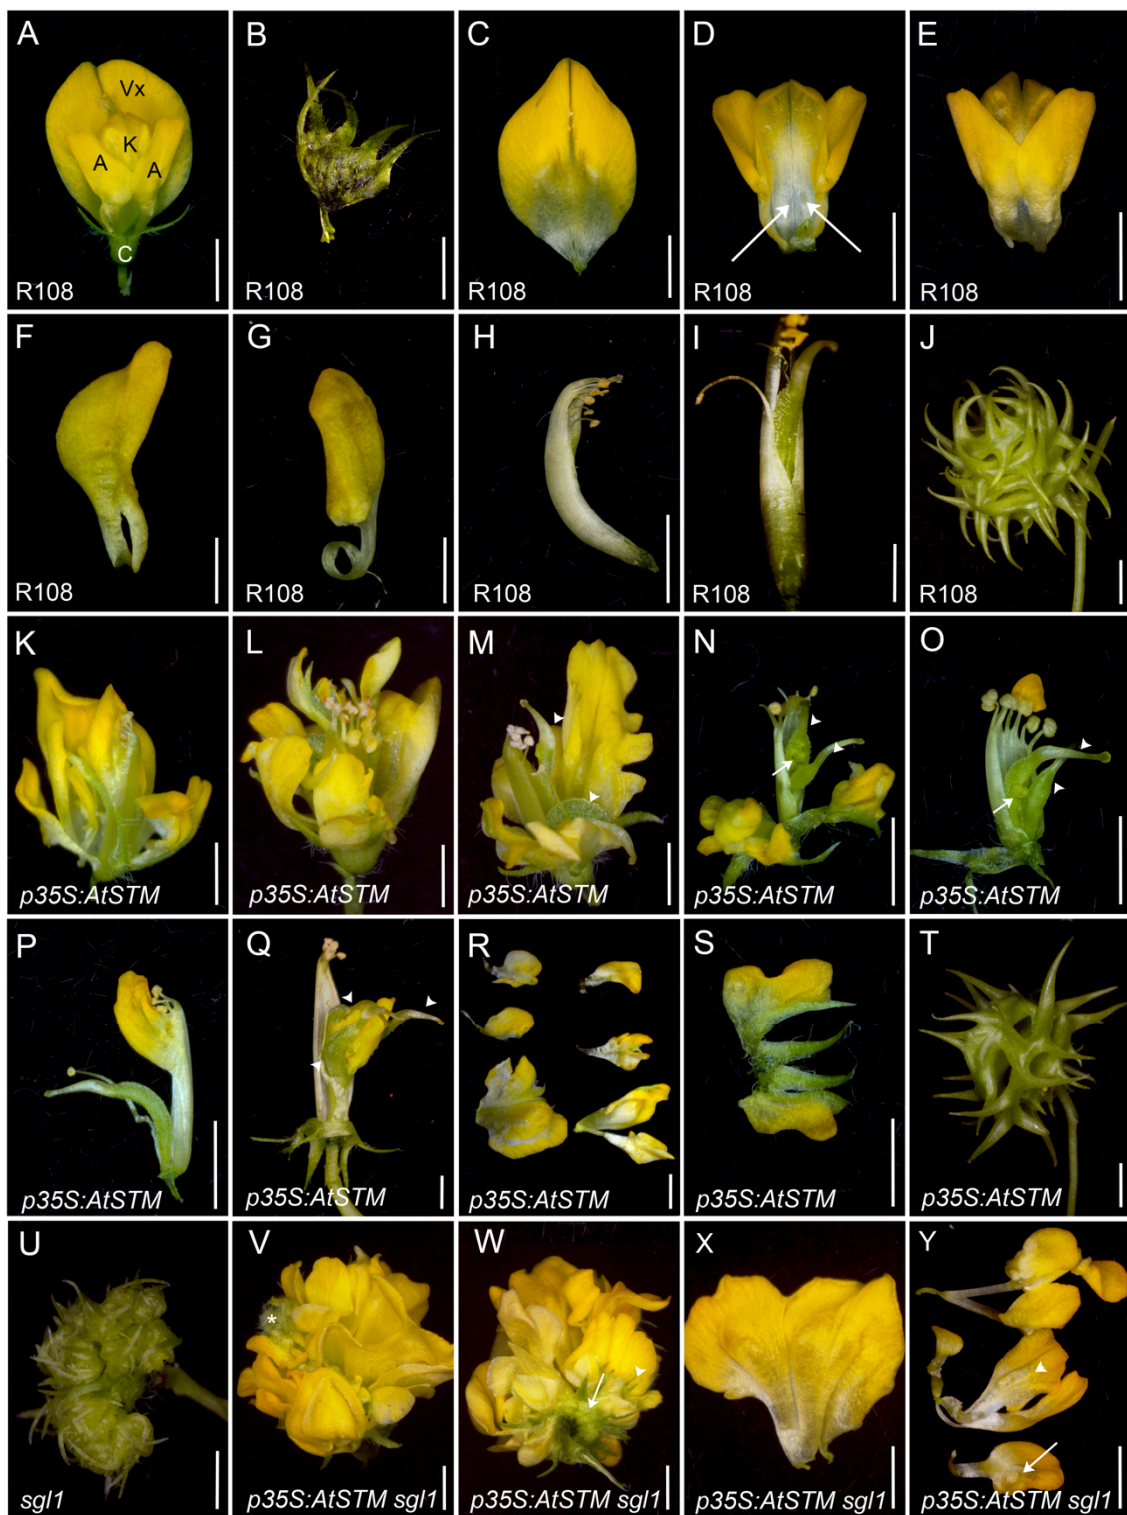 A B C D E
Vx
K
A A
C
R108 R108 R108 R108 R108
F G H I J
R108 R108 R108 R108 R108
K L M N O
p35S:AtSTM p35S:AtSTM p35S:AtSTM p35S:AtSTM p35S:AtSTM
P Q R S T
p35S:AtSTM p35S:AtSTM p35S:AtSTM p35S:AtSTM p35S:AtSTM
U V W X Y
*
sgl1 p35S:AtSTM sgl1 p35S:AtSTM sgl1 p35S:AtSTM sgl1 p35S:AtSTM sgl1